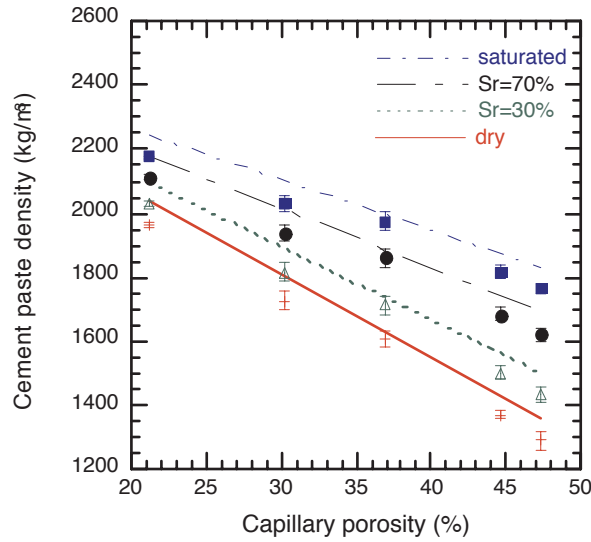 2600
2400
2200
2000
1800
1600
1400
1200
Cement paste density (kg/m3)
saturated
Sr=70%
Sr=30%
dry
20 25 30 35 40 45 50
Capillary porosity (%)